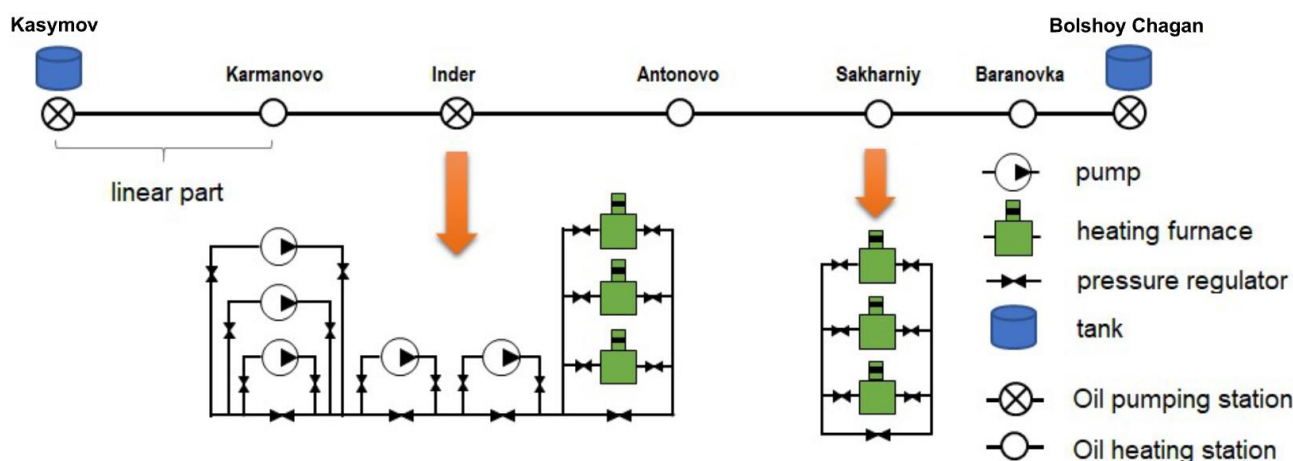 Kasymov
Bolshoy Chagan
Karmanovo
Inder
Antonovo
Sakharniy
Baranovka
linear part
pump
heating furnace
pressure regulator
tank
Oil pumping station
Oil heating station